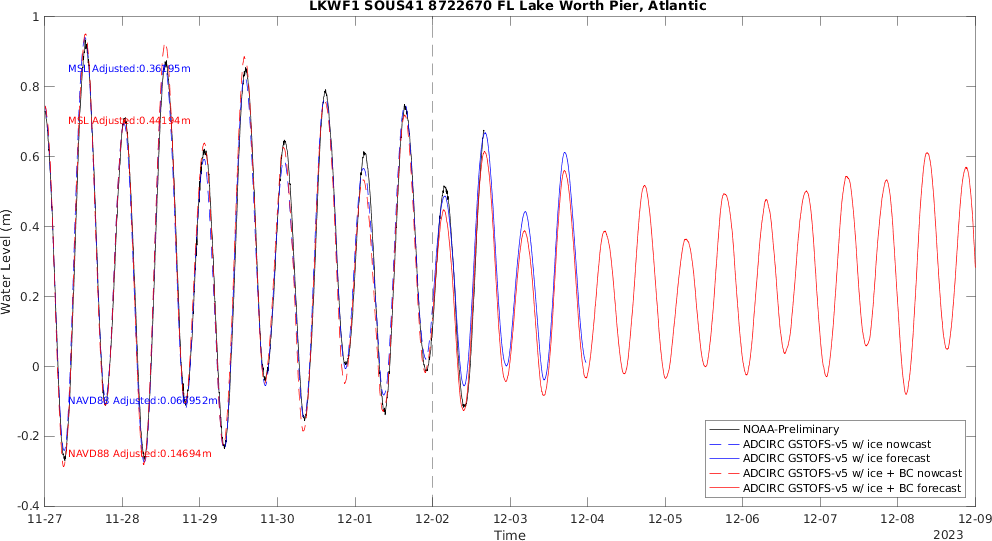 LKWF1 SOUS41 8722670 FL Lake Worth Pier, Atlantic
Water Level (m)
1
0.8
0.6
0.4
0.2
0
-0.2
-0.4
MSL Adjusted:0.36195m
MSL Adjusted:0.44194m
NAVD88 Adjusted:0.066952m
NAVD88 Adjusted:0.14694m
NOAA-Preliminary
ADCIRC GSTOFS-v5 w/ ice nowcast
ADCIRC GSTOFS-v5 w/ ice forecast
ADCIRC GSTOFS-v5 w/ ice + BC nowcast
ADCIRC GSTOFS-v5 w/ ice + BC forecast
11-27 11-28 11-29 11-30 12-01 12-02 12-03 12-04 12-05 12-06 12-07 12-08 12-09
Time
2023